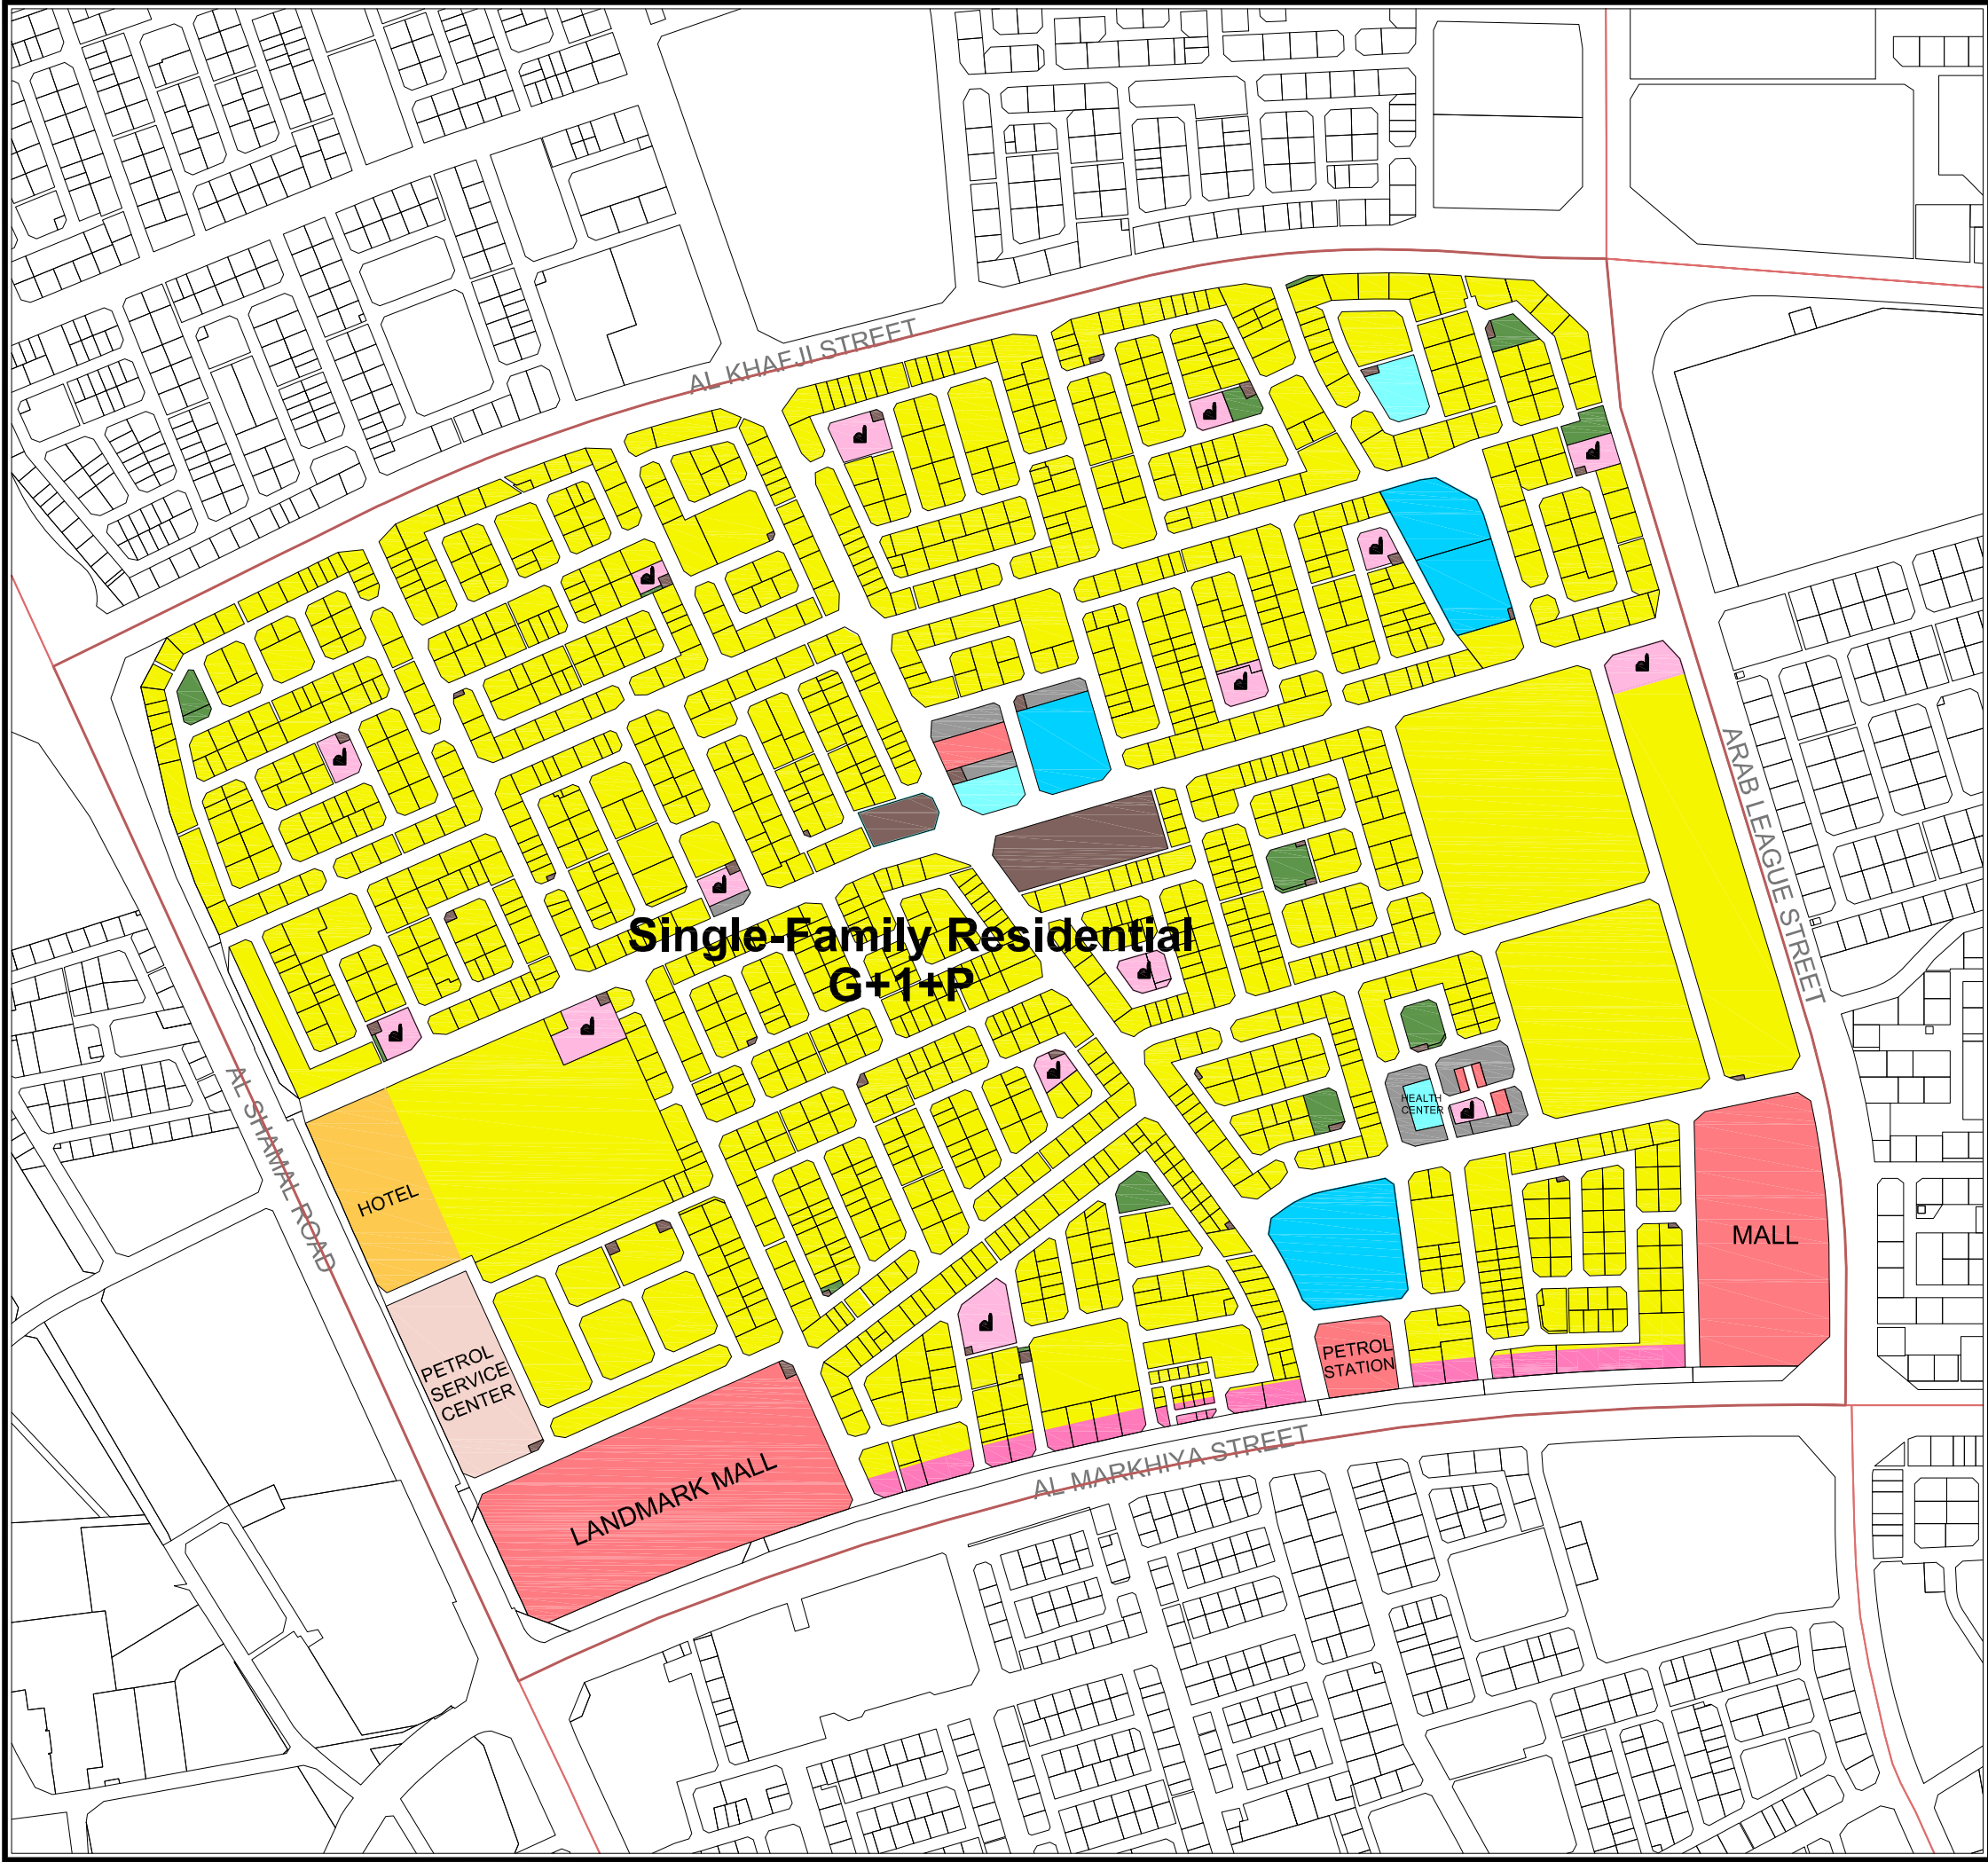 AL KHAFJI STREET
ARAB LEAGUE STREET
Single-Family Residential
G+1+P
AL SHAMAL ROAD
HEALTH
CENTER
HOTEL
MALL
PETROL
SERVICE
CENTER
PETROL
STATION
LANDMARK MALL
AL MARKHIYA STREET